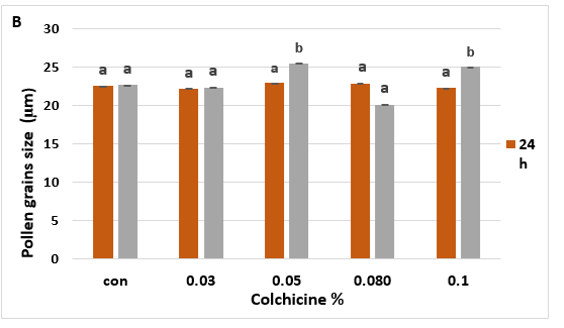 B
30
25
20
15
10
5
0
Pollen grains size (µm)
a a a a a b a a a b
con 0.03 0.05 0.080 0.1
Colchicine %
24
h